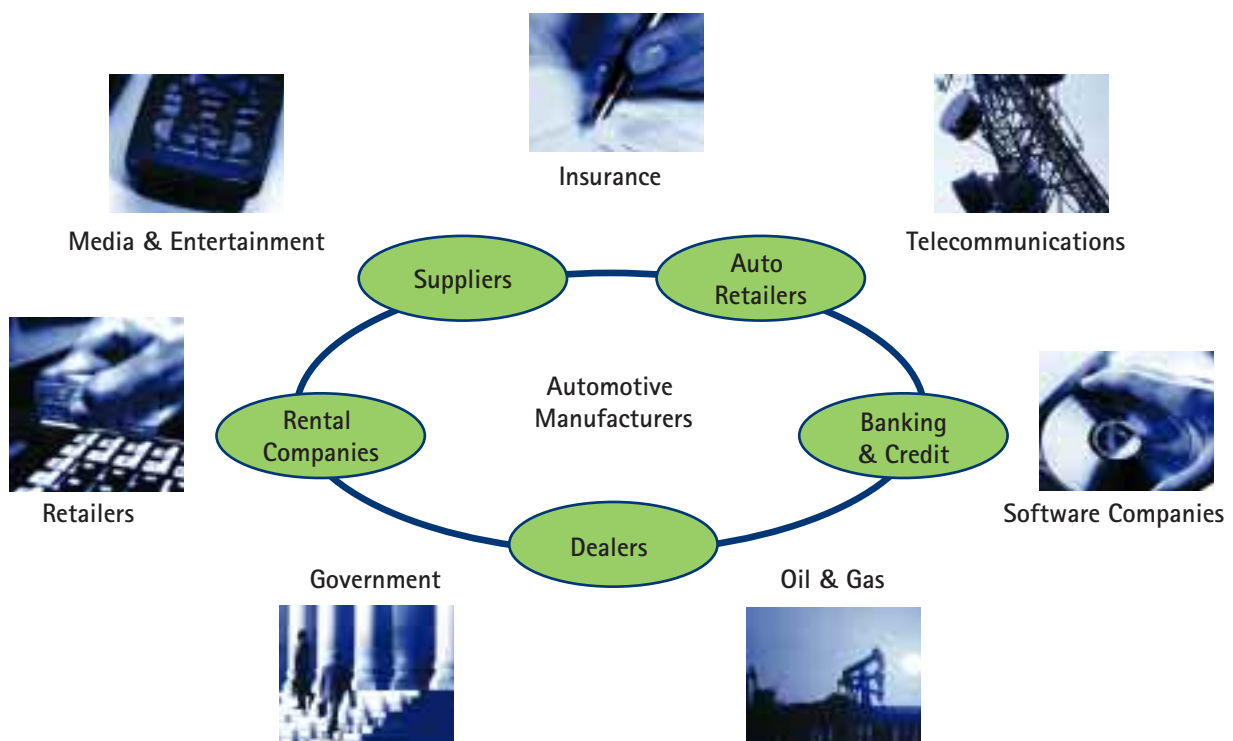 Insurance
Media & Entertainment
Telecommunications
Suppliers
Auto
Retailers
Automotive
Manufacturers
Rental
Companies
Banking
& Credit
Retailers
Software Companies
Dealers
Government
Oil & Gas